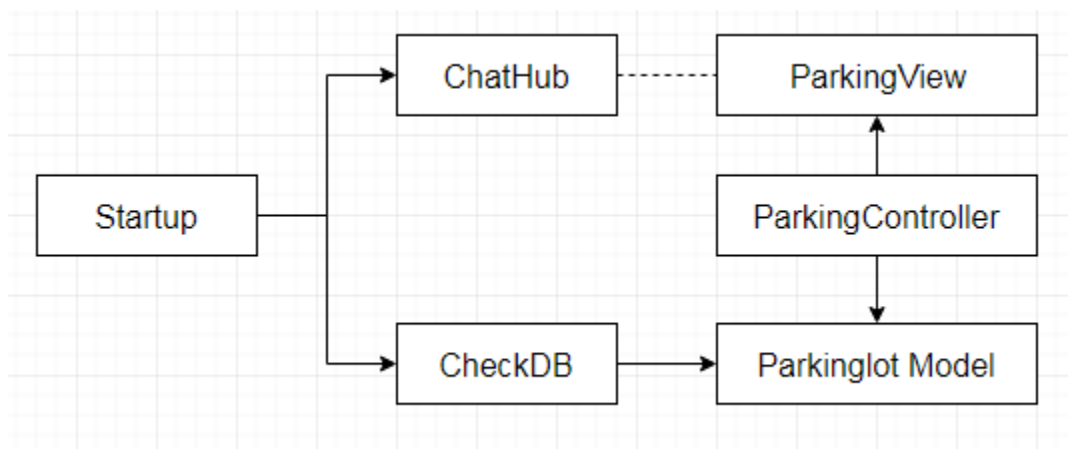 ChatHub
ParkingView
Startup
ParkingController
CheckDB
Parkinglot Model